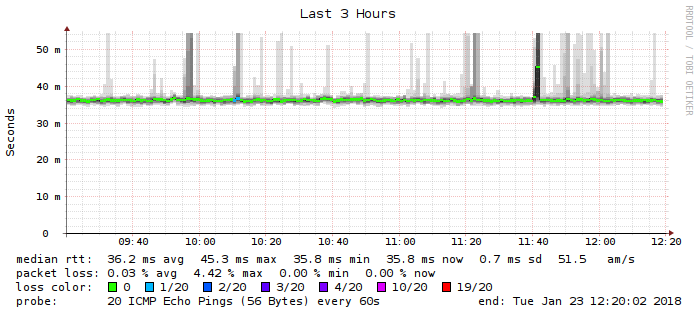 Last 3 Hours
RRDTOOL / TOBI OETIKER
Seconds
50 m
40 m
30 m
20 m
10 m
0
09:40 10:00 10:20 10:40 11:00 11:20 11:40 12:00 12:20
median rtt: 36.2 ms avg 45.3 ms max 35.8 ms min 35.8 ms now 0.7 ms sd 51.5 am/s
packet loss: 0.03 % avg 4.42 % max 0.00 % min 0.00 % now
loss color: 0 1/20 2/20 3/20 4/20 10/20 19/20
probe: 20 ICMP Echo Pings (56 Bytes) every 60s end: Tue Jan 23 12:20:02 2018